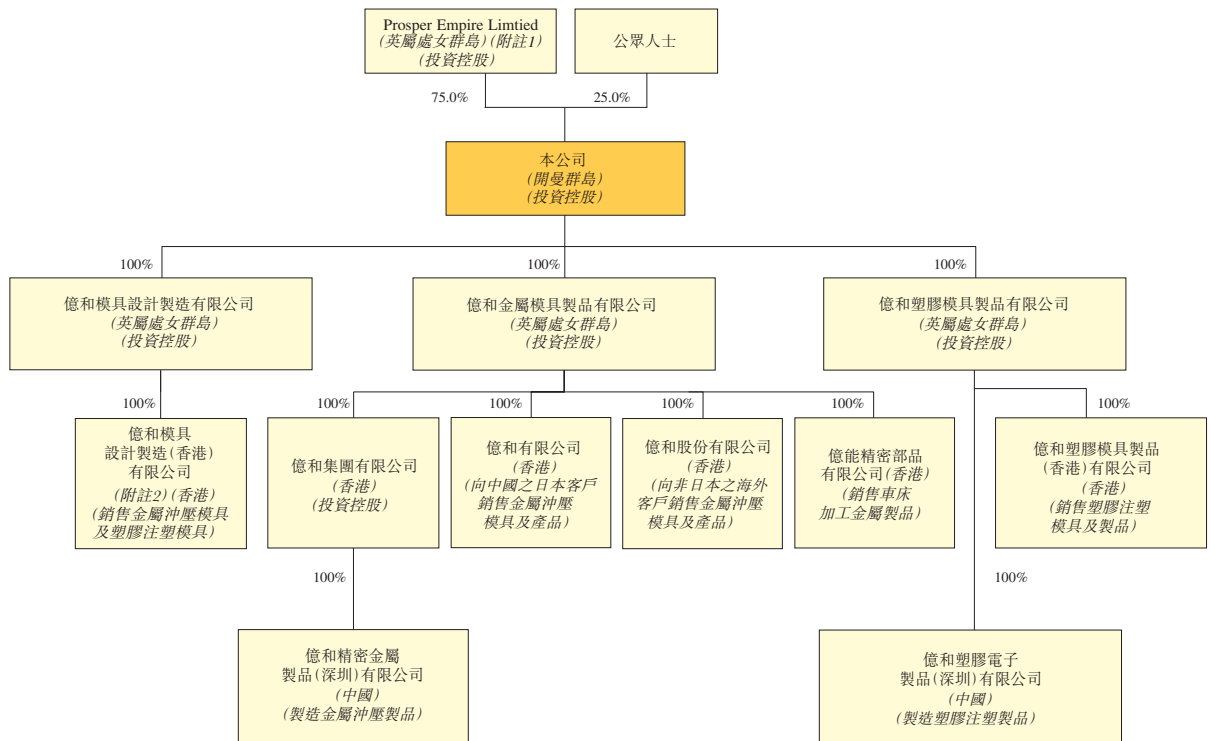 Prosper Empire Limtied
(英屬處女群島)(附註1)
(投資控股)
公眾人士
75.0%
25.0%
本公司
(開曼群島)
(投資控股)
100%
100%
100%
億和模具設計製造有限公司
(英屬處女群島)
(投資控股)
億和金屬模具製品有限公司
(英屬處女群島)
(投資控股)
億和塑膠模具製品有限公司
(英屬處女群島)
(投資控股)
100%
100%
100%
100%
100%
100%
億和模具
設計製造(香港)
有限公司
(附註2)(香港)
(銷售金屬沖壓模具
及塑膠注塑模具)
億和集團有限公司
(香港)
(投資控股)
億和有限公司
(香港)
(向中國之日本客戶
銷售金屬沖壓
模具及產品)
億和股份有限公司
(香港)
(向非日本之海外
客戶銷售金屬沖壓
模具及產品)
億能精密部品
有限公司(香港)
(銷售車床
加工金屬製品)
億和塑膠模具製品
(香港)有限公司
(香港)
(銷售塑膠注塑
模具及製品)
100%
100%
億和精密金屬
製品(深圳)有限公司
(中國)
(製造金屬沖壓製品)
億和塑膠電子
製品(深圳)有限公司
(中國)
(製造塑膠注塑製品)